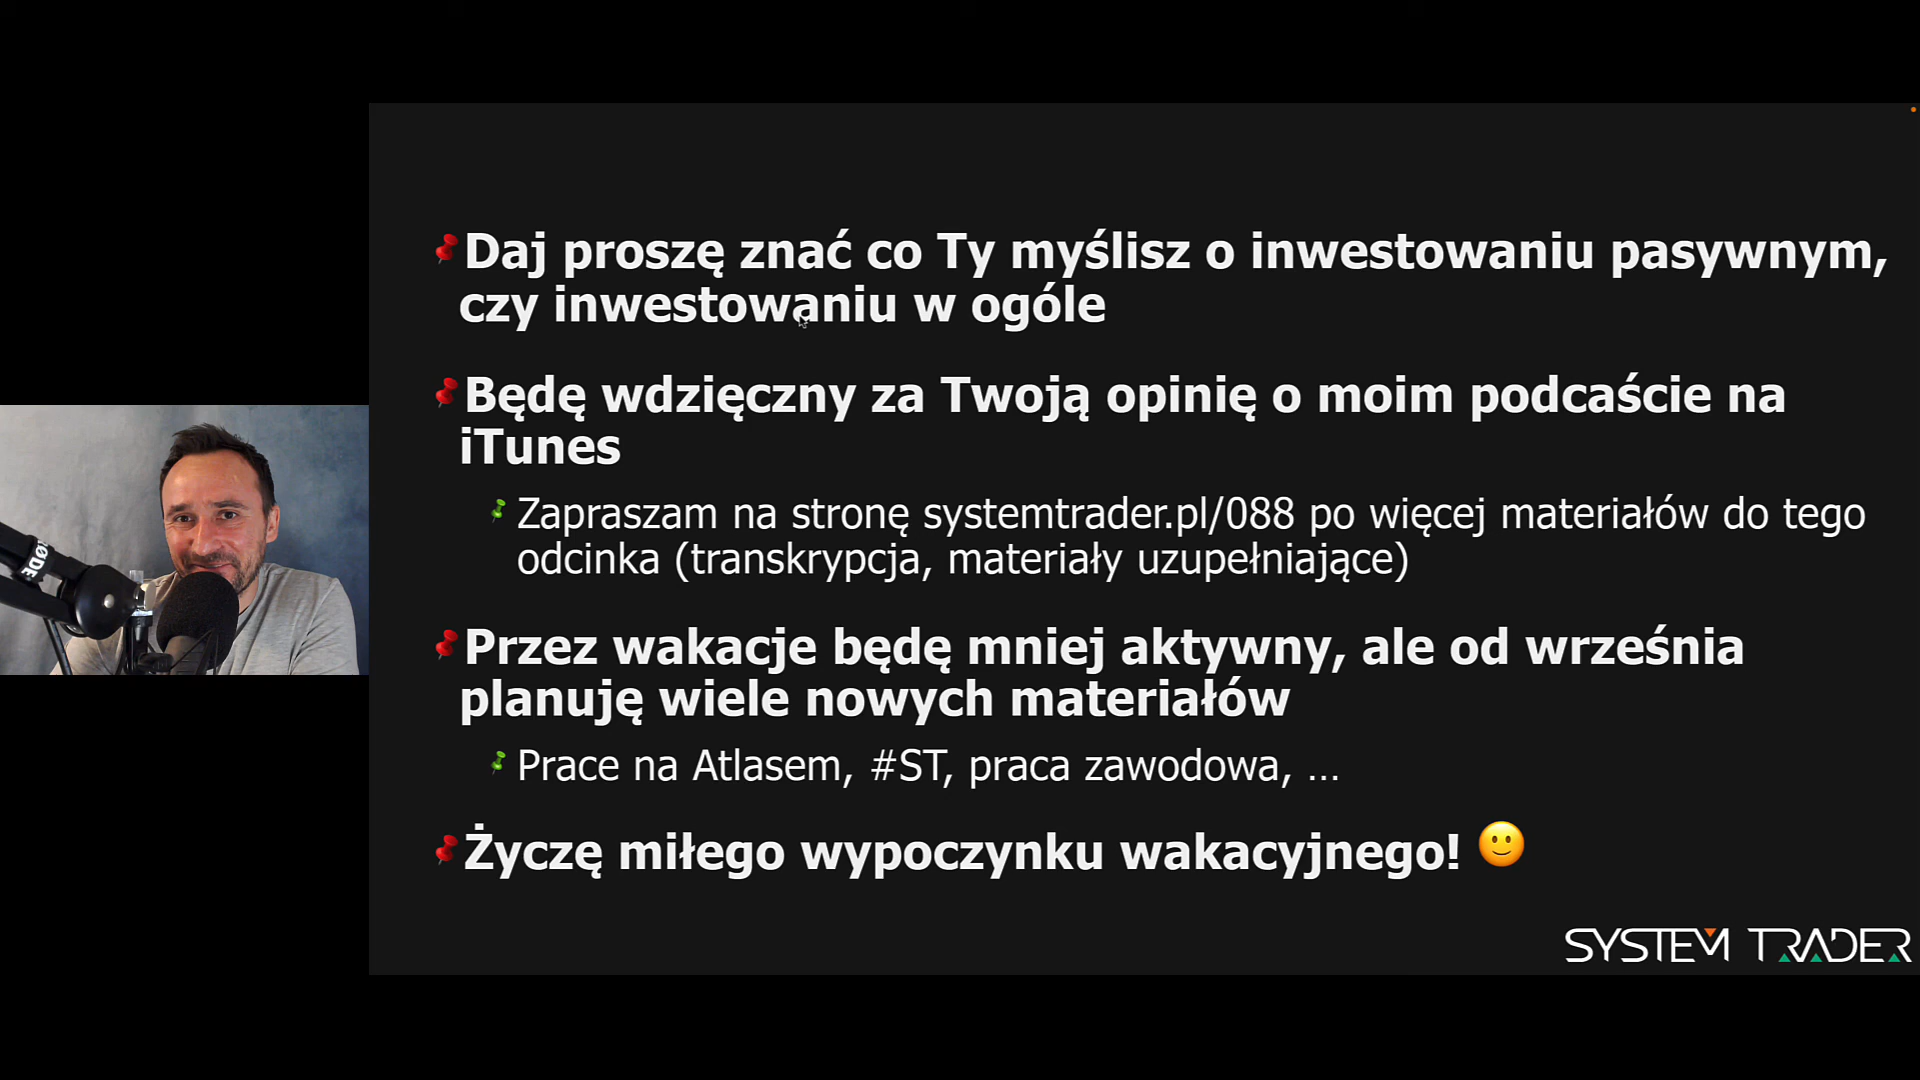 Daj proszę znać co Ty myślisz o inwestowaniu pasywnym,
czy inwestowaniu w ogóle
Będę wdzięczny za Twoją opinię o moim podcaście na
iTunes
Zapraszam na stronę systemtrader.pl/088 po więcej materiałów do tego
odcinka (transkrypcja, materiały uzupełniające)
Przez wakacje będę mniej aktywny, ale od września
planuję wiele nowych materiałów
Prace na Atlasem, #ST, praca zawodowa, ...
Życzę miłego wypoczynku wakacyjnego! 🙂
SYSTEM TRADER
RØDE